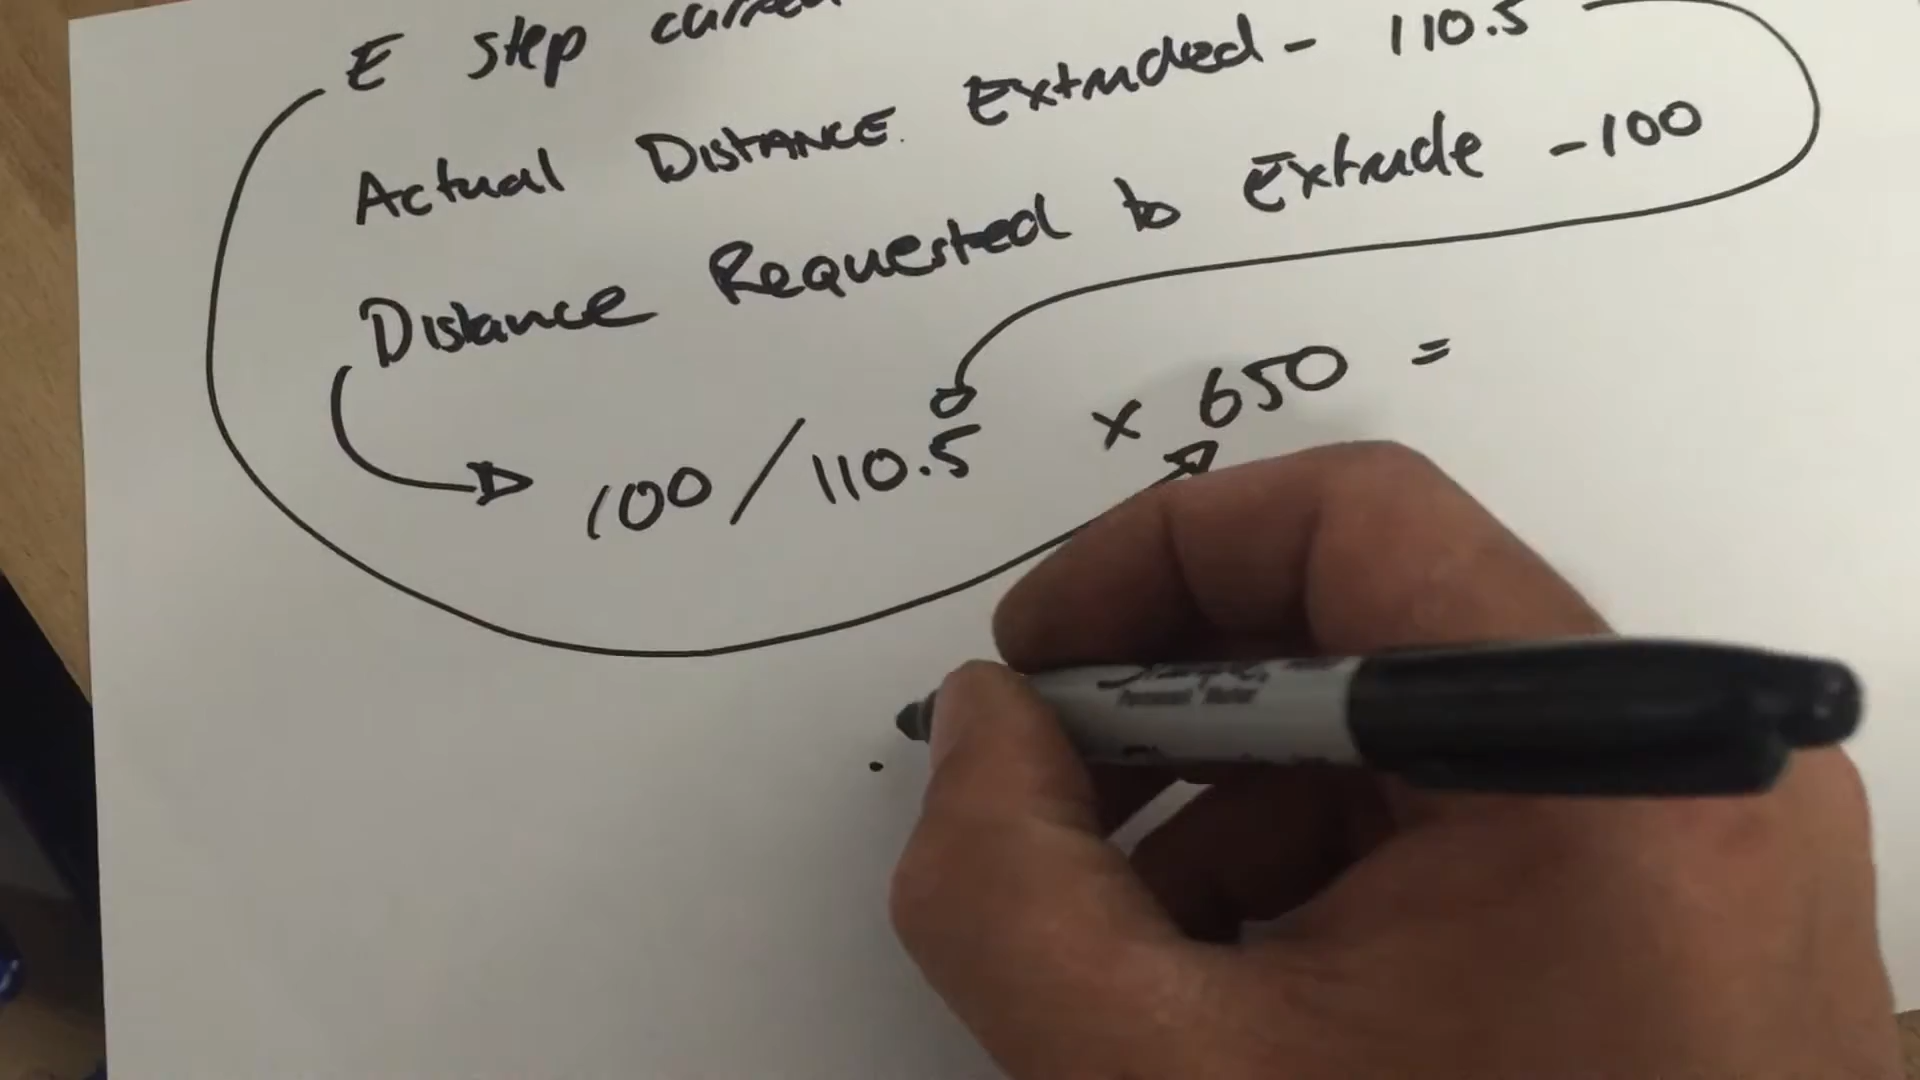 E step
Actual DISTANCE Extruded - 110.5
Distance Requested to extrude - 100
100 / 110.5 x 650 =